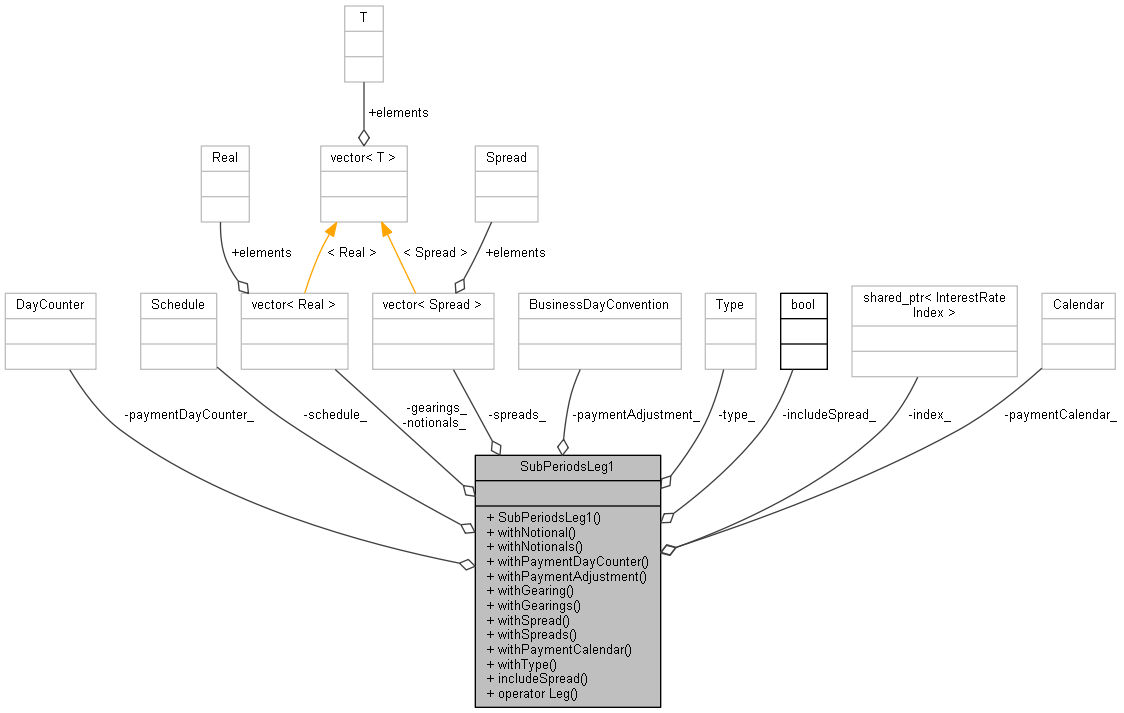 T
+elements
Real
vector< T >
Spread
+elements
< Real >
< Spread >
+elements
DayCounter
Schedule
vector< Real >
vector< Spread >
BusinessDayConvention
Type
bool
shared_ptr< InterestRate
Index >
Calendar
-paymentDayCounter_
-schedule_
-gearings_
-notionals_
-spreads_
-paymentAdjustment_
-type_
-includeSpread_
-index_
-paymentCalendar_
SubPeriodsLeg1
+ SubPeriodsLeg1()
+ withNotional()
+ withNotionals()
+ withPaymentDayCounter()
+ withPaymentAdjustment()
+ withGearing()
+ withGearings()
+ withSpread()
+ withSpreads()
+ withPaymentCalendar()
+ withType()
+ includeSpread()
+ operator Leg()